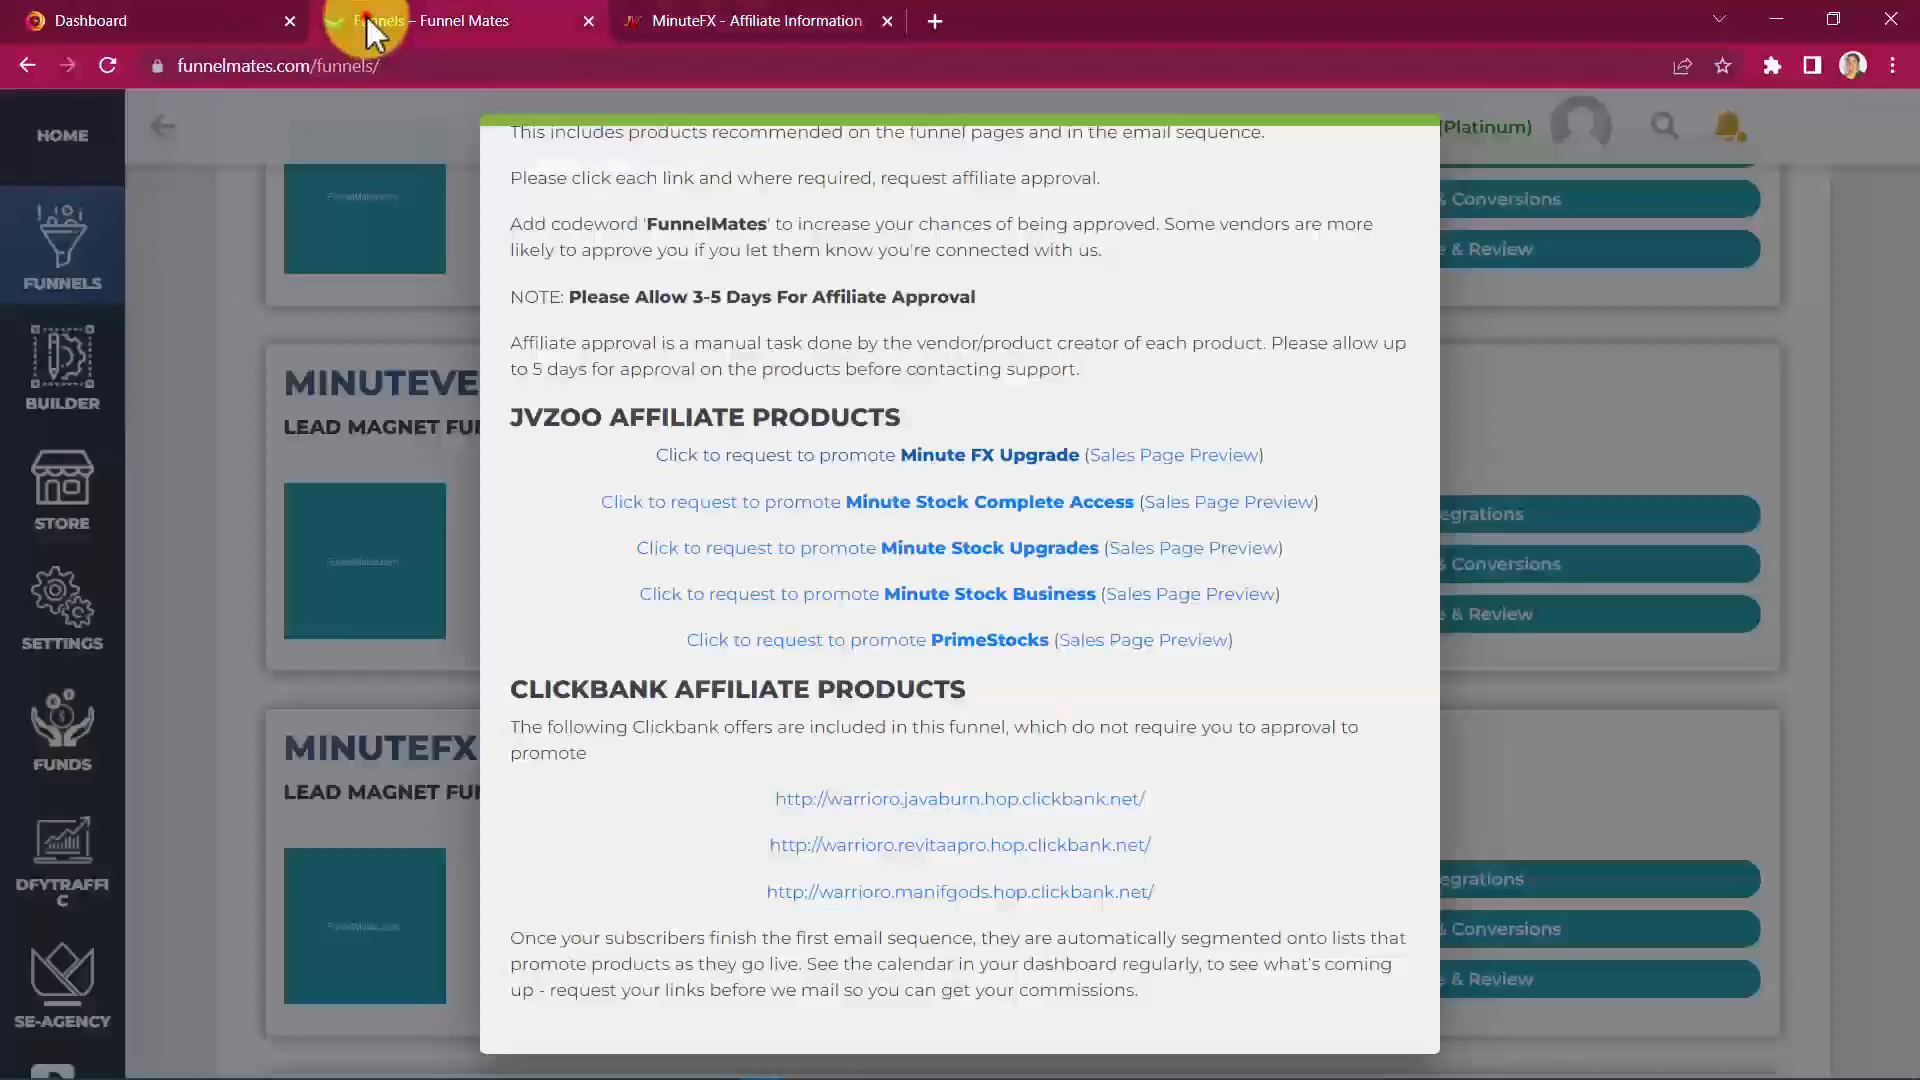 Dashboard
Funnels – Funnel Mates
MinuteFX - Affiliate Information
funnelmates.com/funnels/
HOME
(Platinum)
This includes products recommended on the funnel pages and in the email sequence.
Please click each link and where required, request affiliate approval.
& Conversions
Add codeword 'FunnelMates' to increase your chances of being approved. Some vendors are more
likely to approve you if you let them know you're connected with us.
e & Review
FUNNELS
NOTE: Please Allow 3-5 Days For Affiliate Approval
Affiliate approval is a manual task done by the vendor/product creator of each product. Please allow up
to 5 days for approval on the products before contacting support.
MINUTEVE
BUILDER
LEAD MAGNET FU
JVZOO AFFILIATE PRODUCTS
Click to request to promote Minute FX Upgrade (Sales Page Preview)
Click to request to promote Minute Stock Complete Access (Sales Page Preview)
egrations
STORE
Click to request to promote Minute Stock Upgrades (Sales Page Preview)
FunnelMates.com
& Conversions
Click to request to promote Minute Stock Business (Sales Page Preview)
e & Review
SETTINGS
Click to request to promote PrimeStocks (Sales Page Preview)
CLICKBANK AFFILIATE PRODUCTS
The following Clickbank offers are included in this funnel, which do not require you to approval to
promote
MINUTEFX
FUNDS
LEAD MAGNET FU
http://warrioro.javaburn.hop.clickbank.net/
http://warrioro.revitaapro.hop.clickbank.net/
http://warrioro.manifgods.hop.clickbank.net/
egrations
DFYTRAFFI
C
FunnelMates.com
& Conversions
Once your subscribers finish the first email sequence, they are automatically segmented onto lists that
promote products as they go live. See the calendar in your dashboard regularly, to see what's coming
up - request your links before we mail so you can get your commissions.
e & Review
SE-AGENCY